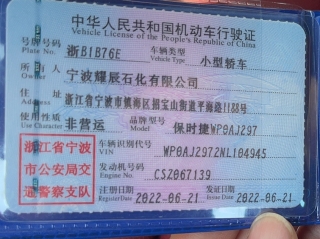 中华人民共和国机动车行驶证
Vehicle License of the People's Republic of China
号牌号码 浙B1B76E 车辆类型 小型轿车
Plate No. Vehicle Type
所有人 宁波耀辰石化有限公司
Owner
住址 浙江省宁波市镇海区招宝山街道平海路1188号
Address
使用性质 非营运 品牌型号 保时捷WP0AJ297
Use Character Model
浙江省宁波 车辆识别代号 WP0AJ2972NL104945
VIN
市公安局交 发动机号码 CSZ067139
Engine No.
通警察支队 注册日期 2022-06-21 发证日期 2022-06-21
Register Date Issue Date